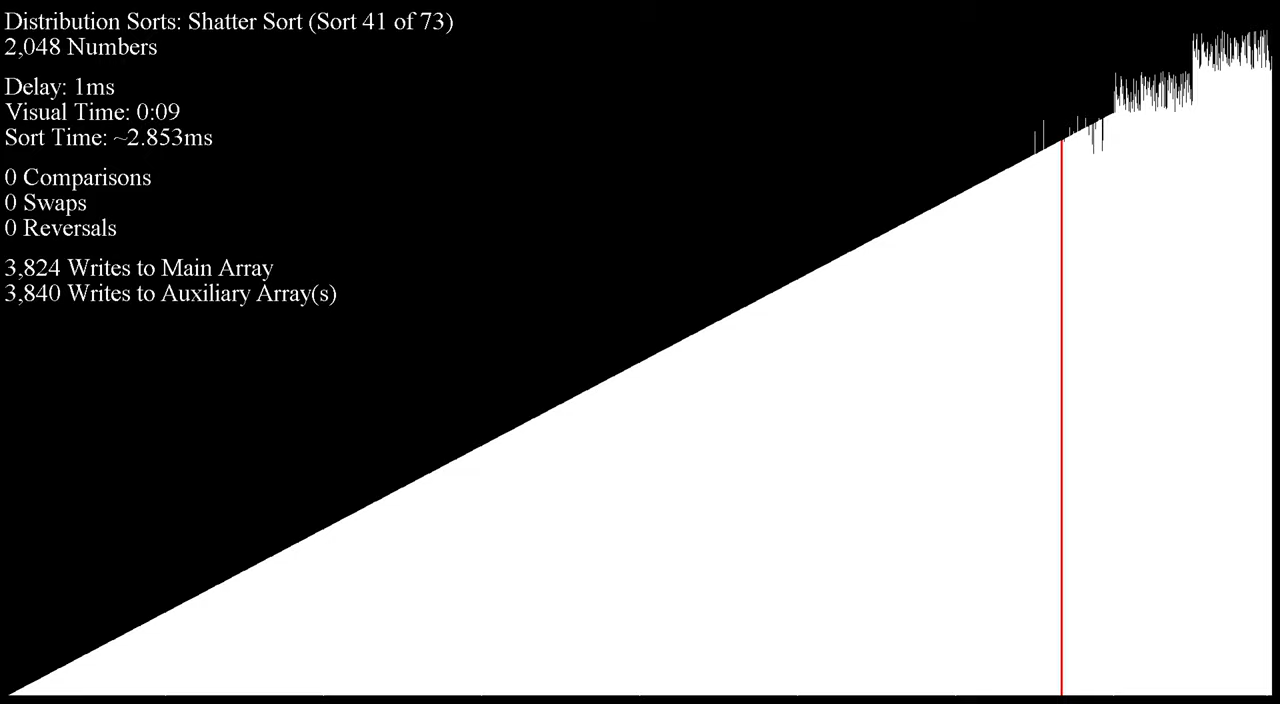 Distribution Sorts: Shatter Sort (Sort 41 of 73)
2,048 Numbers
Delay: 1ms
Visual Time: 0:09
Sort Time: ~2.853ms
0 Comparisons
0 Swaps
0 Reversals
3,824 Writes to Main Array
3,840 Writes to Auxiliary Array(s)